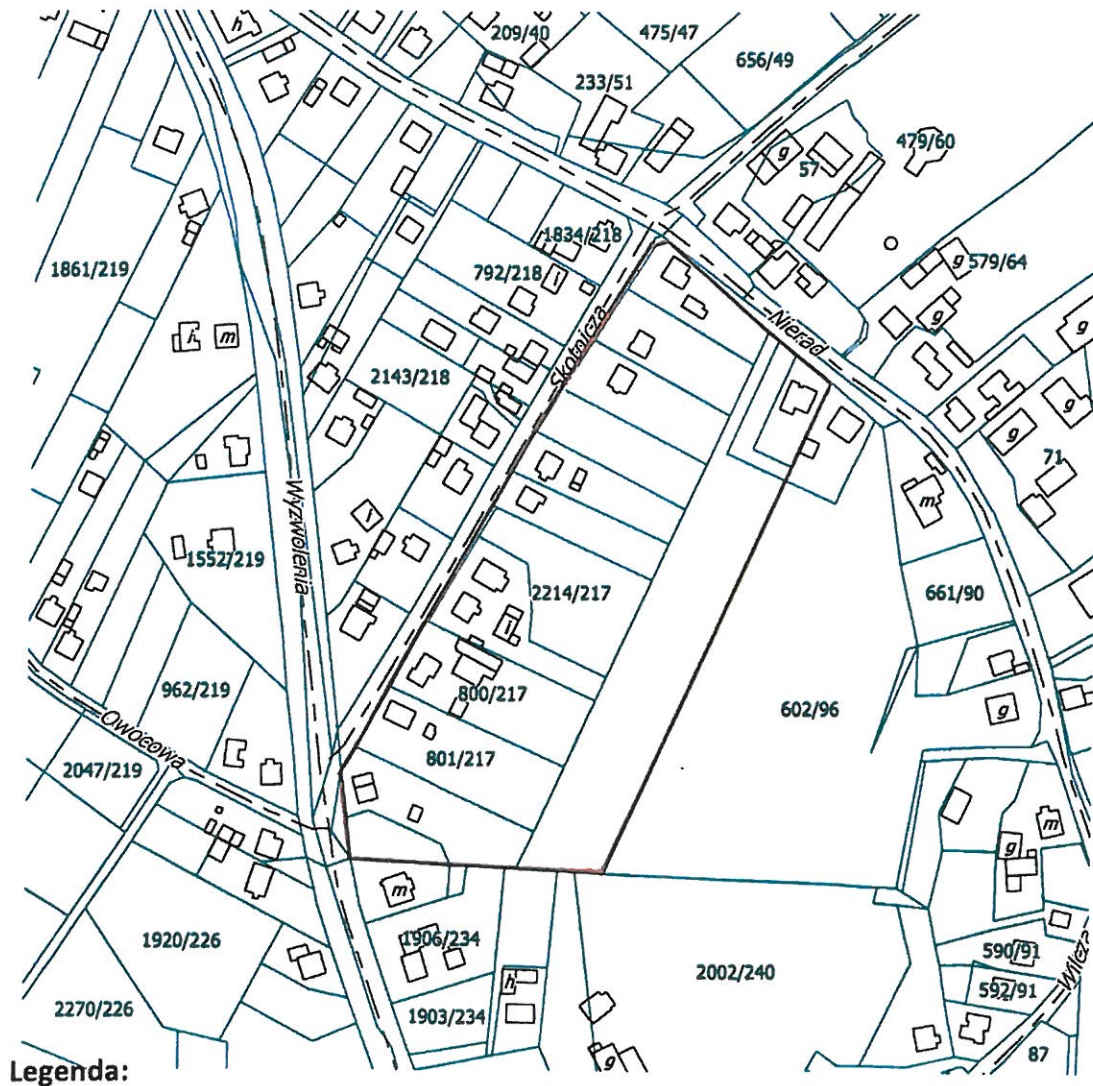 h
209/40
475/47
656/49
233/51
g
57
479/60
1834/218
1861/219
792/218
l
579/64
g
Skotnicza
Nierad
h
m
g
g
2143/218
g
g
71
Wyzwolenia
l
m
1552/219
2214/217
661/90
l
962/219
800/217
602/96
g
Owocowa
2047/219
801/217
m
g
m
1920/226
1906/234
2002/240
590/91
Wilcza
h
592/91
2270/226
1903/234
87
g
Legenda: